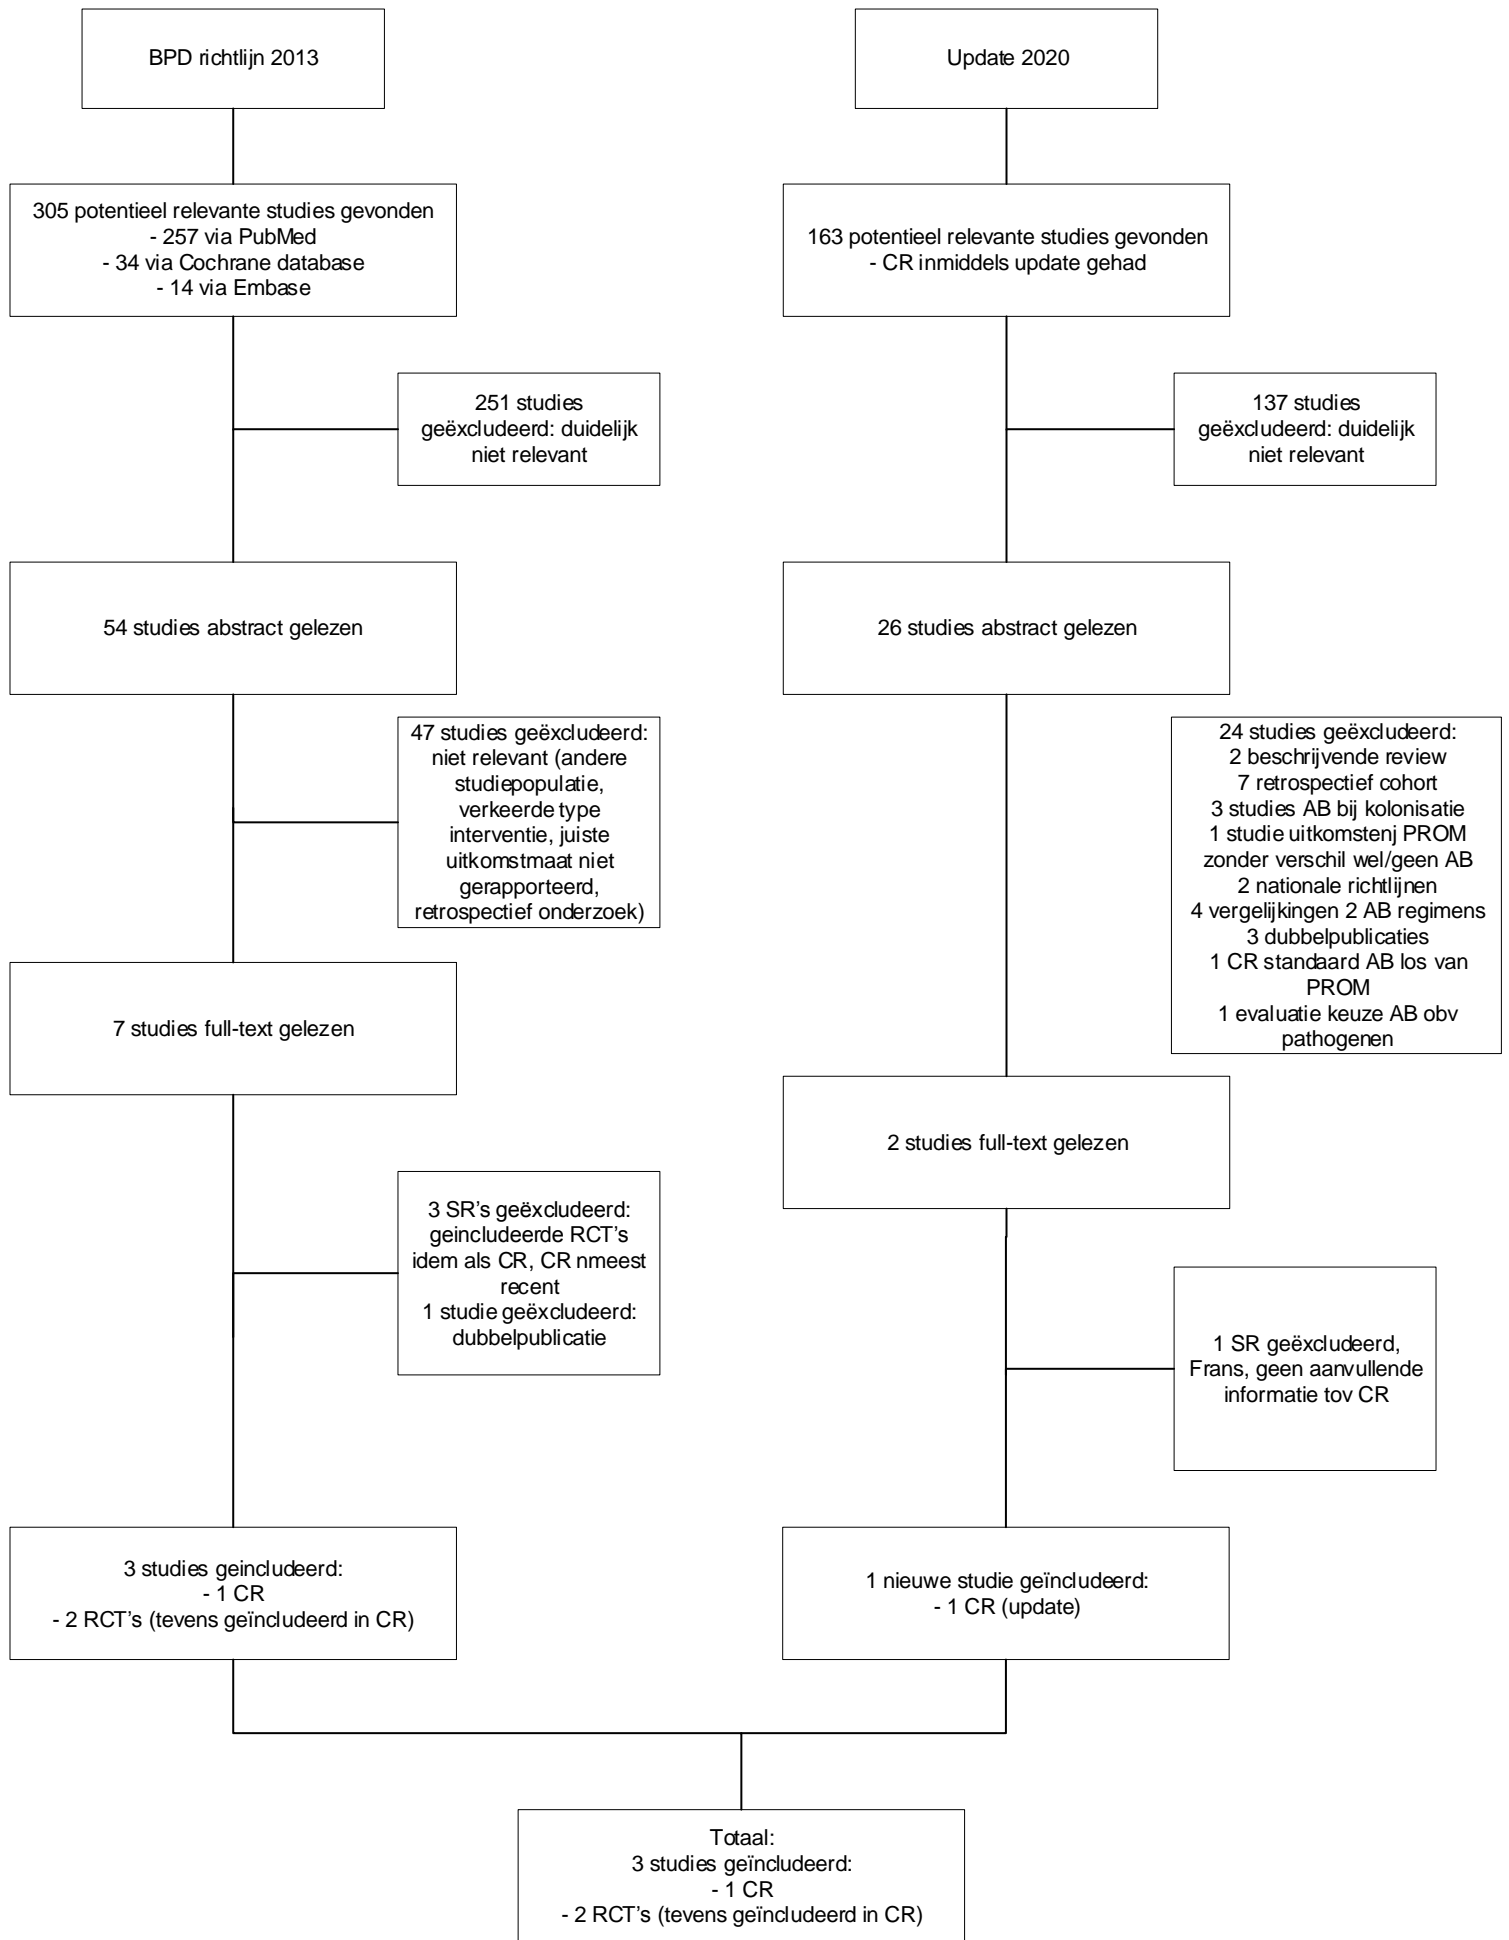 BPD richtlijn 2013
305 potentieel relevante studies gevonden
- 257 via PubMed
- 34 via Cochrane database
- 14 via Embase
251 studies
geëxcludeerd: duidelijk
niet relevant
54 studies abstract gelezen
47 studies geëxcludeerd:
niet relevant (andere
studiepopulatie,
verkeerde type
interventie, juiste
uitkomstmaat niet
gerapporteerd,
retrospectief onderzoek)
7 studies full-text gelezen
3 SR's geëxcludeerd:
geincludeerde RCT's
idem als CR, CR nmeest
recent
1 studie geëxcludeerd:
dubbelpublicatie
3 studies geincludeerd:
- 1 CR
- 2 RCT's (tevens geïncludeerd in CR)
Update 2020
163 potentieel relevante studies gevonden
- CR inmiddels update gehad
137 studies
geëxcludeerd: duidelijk
niet relevant
26 studies abstract gelezen
24 studies geëxcludeerd:
2 beschrijvende review
7 retrospectief cohort
3 studies AB bij kolonisatie
1 studie uitkomstenj PROM
zonder verschil wel/geen AB
2 nationale richtlijnen
4 vergelijkingen 2 AB regimens
3 dubbelpublicaties
1 CR standaard AB los van
PROM
1 evaluatie keuze AB obv
pathogenen
2 studies full-text gelezen
1 SR geëxcludeerd,
Frans, geen aanvullende
informatie tov CR
1 nieuwe studie geïncludeerd:
- 1 CR (update)
Totaal:
3 studies geïncludeerd:
- 1 CR
- 2 RCT's (tevens geïncludeerd in CR)